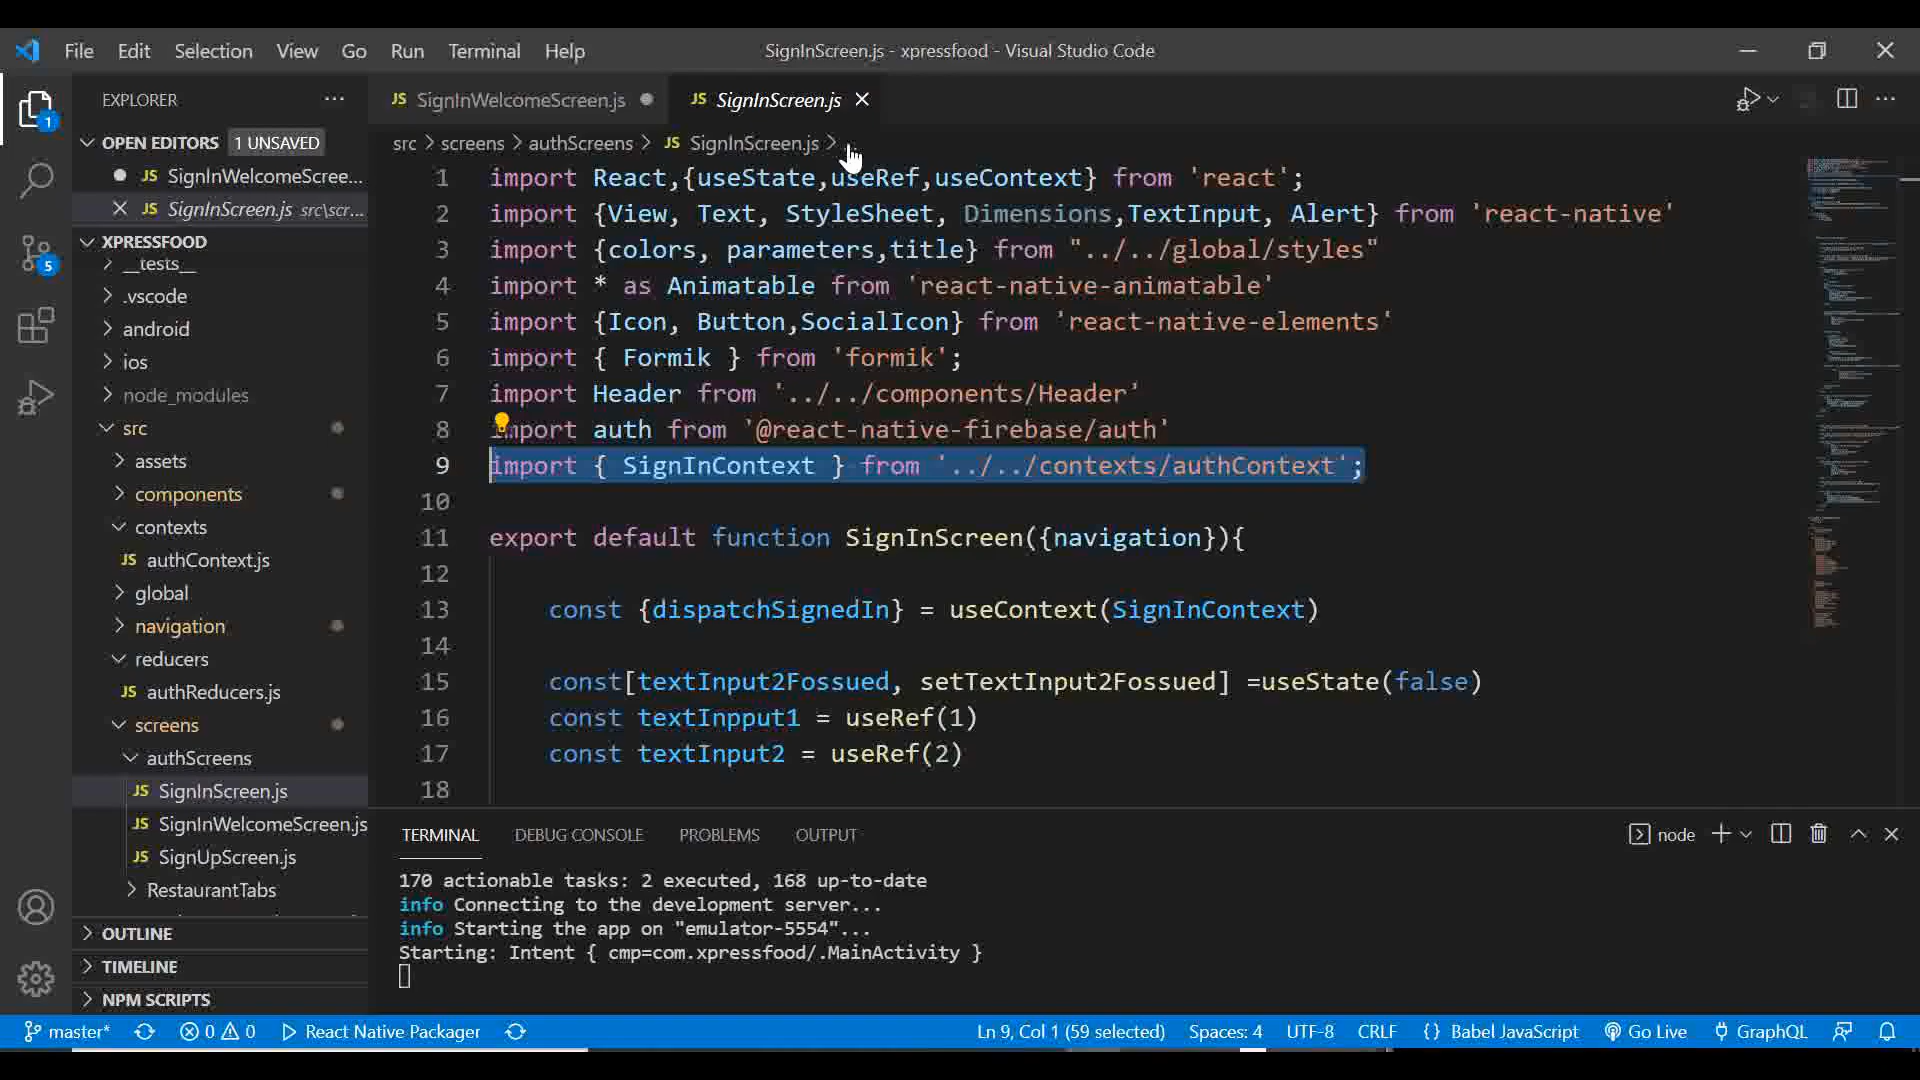 File Edit Selection View Go Run Terminal Help
SignInScreen.js - xpressfood - Visual Studio Code
EXPLORER
SignInWelcomeScreen.js
SignInScreen.js
OPEN EDITORS 1 UNSAVED
JS SignInWelcomeScree...
JS SignInScreen.js src\scr...
XPRESSFOOD
__tests__
.vscode
android
ios
node_modules
src
assets
components
contexts
JS authContext.js
global
navigation
reducers
JS authReducers.js
screens
authScreens
JS SignInScreen.js
JS SignInWelcomeScreen.js
JS SignUpScreen.js
RestaurantTabs
OUTLINE
TIMELINE
NPM SCRIPTS
1
5
src > screens > authScreens > JS SignInScreen.js > ...
1 import React,{useState,useRef,useContext} from 'react';
2 import {View, Text, StyleSheet, Dimensions,TextInput, Alert} from 'react-native'
3 import {colors, parameters,title} from "../../global/styles"
4 import * as Animatable from 'react-native-animatable'
5 import {Icon, Button,SocialIcon} from 'react-native-elements'
6 import { Formik } from 'formik';
7 import Header from '../../components/Header'
8 import auth from '@react-native-firebase/auth'
9 import { SignInContext } from '../../contexts/authContext';
10
11 export default function SignInScreen({navigation}){
12
13 const {dispatchSignedIn} = useContext(SignInContext)
14
15 const[textInput2Fossued, setTextInput2Fossued] =useState(false)
16 const textInpput1 = useRef(1)
17 const textInput2 = useRef(2)
18
TERMINAL DEBUG CONSOLE PROBLEMS OUTPUT
node
170 actionable tasks: 2 executed, 168 up-to-date
info Connecting to the development server...
info Starting the app on "emulator-5554"...
Starting: Intent { cmp=com.xpressfood/.MainActivity }
master* 0 0 React Native Packager
Ln 9, Col 1 (59 selected) Spaces: 4 UTF-8 CRLF {} Babel JavaScript Go Live GraphQL